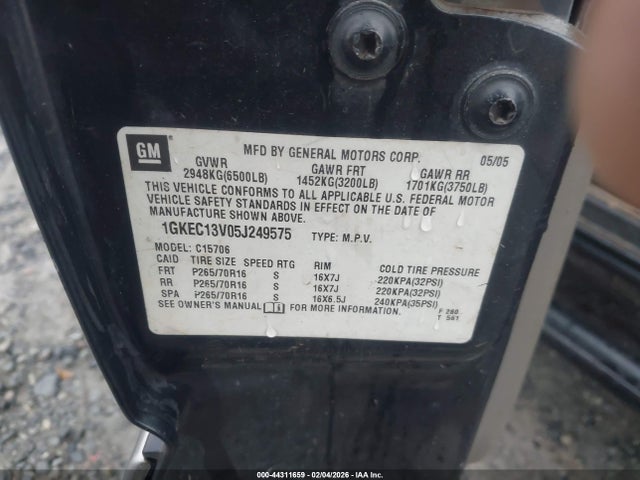 GM
MFD BY GENERAL MOTORS CORP. 05/05
GVWR GAWR FRT GAWR RR
2948KG(6500LB) 1452KG(3200LB) 1701KG(3750LB)
THIS VEHICLE CONFORMS TO ALL APPLICABLE U.S. FEDERAL MOTOR
VEHICLE SAFETY STANDARDS IN EFFECT ON THE DATE OF
MANUFACTURE SHOWN ABOVE.
1GKEC13V05J249575 TYPE: M.P.V.
MODEL: C15706
CAID TIRE SIZE SPEED RTG RIM COLD TIRE PRESSURE
FRT P265/70R16 S 16X7J 220KPA(32PSI)
RR P265/70R16 S 16X7J 220KPA(32PSI)
SPA P265/70R16 S 16X6.5J 240KPA(35PSI)
SEE OWNER'S MANUAL FOR MORE INFORMATION.
F 280
T 561
000-44311659 - 02/04/2026 - IAAI.COM